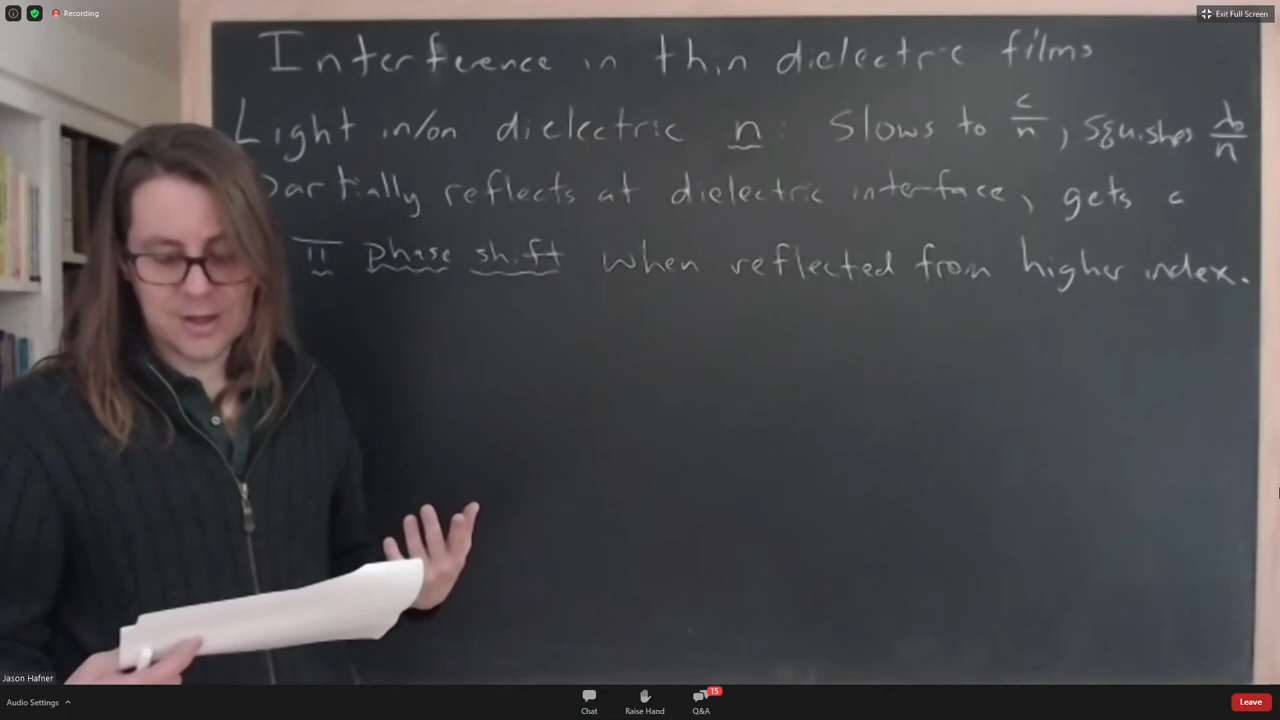 Recording
Exit Full Screen
Interference in thin dielectric films
Light in/on dielectric n: Slows to c/n, squishes λ₀/n
Partially reflects at dielectric interface, gets a
π phase shift when reflected from higher index.
Jason Hafner
Audio Settings
Chat
Raise Hand
15
Q&A
Leave